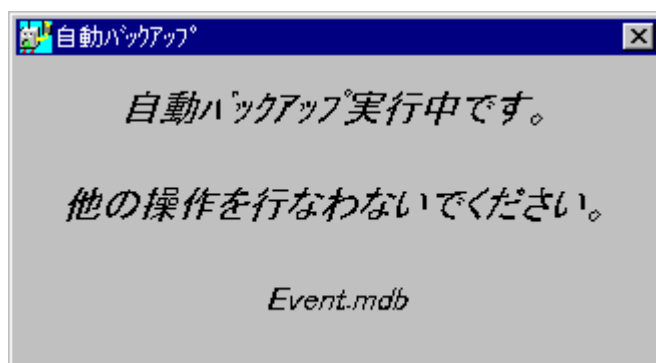 自動ﾊﾞｯｸｱｯﾌﾟ
自動ﾊﾞｯｸｱｯﾌﾟ実行中です。
他の操作を行なわないでください。
Event.mdb